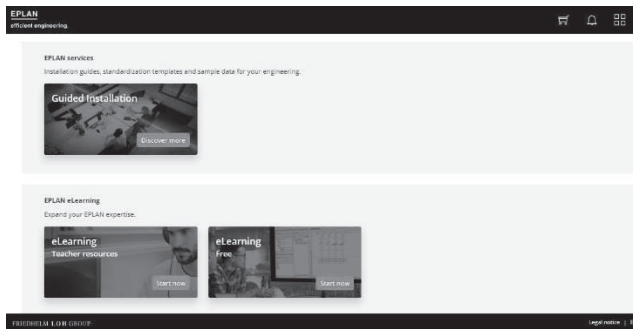 EPLAN
efficient engineering.
EPLAN services
Installation guides, standardization templates and sample data for your engineering.
Guided Installation
Discover more
EPLAN eLearning
Expand your EPLAN expertise.
eLearning
Teacher resources
Start now
eLearning
Free
Start now
FRIEDHELM LOH GROUP
Legal notice |